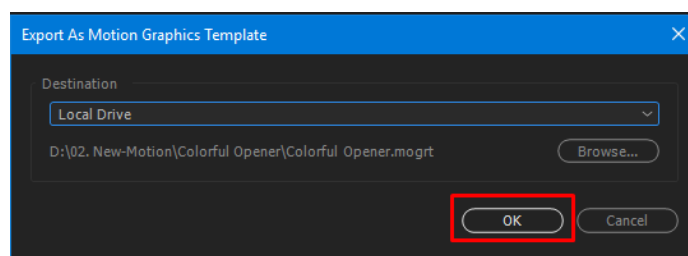 Export As Motion Graphics Template
Destination
Local Drive
D:\02. New-Motion\Colorful Opener\Colorful Opener.mogrt
Browse...
OK
Cancel